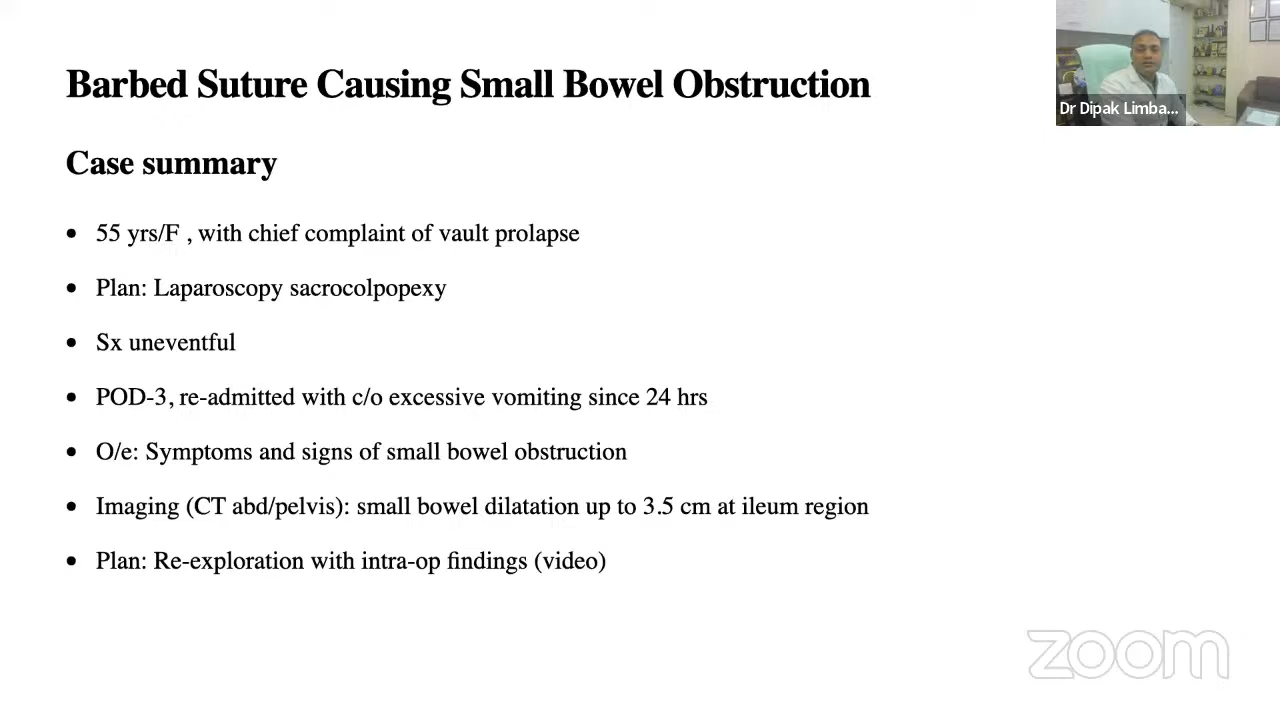 Barbed Suture Causing Small Bowel Obstruction
Case summary
• 55 yrs/F , with chief complaint of vault prolapse
• Plan: Laparoscopy sacrocolpopexy
• Sx uneventful
• POD-3, re-admitted with c/o excessive vomiting since 24 hrs
• O/e: Symptoms and signs of small bowel obstruction
• Imaging (CT abd/pelvis): small bowel dilatation up to 3.5 cm at ileum region
• Plan: Re-exploration with intra-op findings (video)
Dr Dipak Limba...
zoom